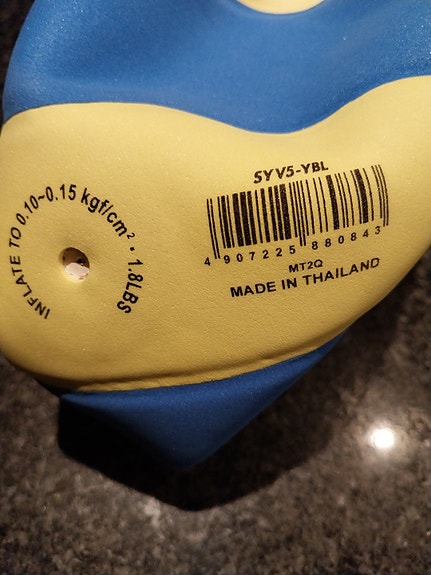 INFLATE TO 0.10~0.15 kgf/cm² · 1.8LBS
SYV5-YBL
4 907225 880843
MT2Q
MADE IN THAILAND